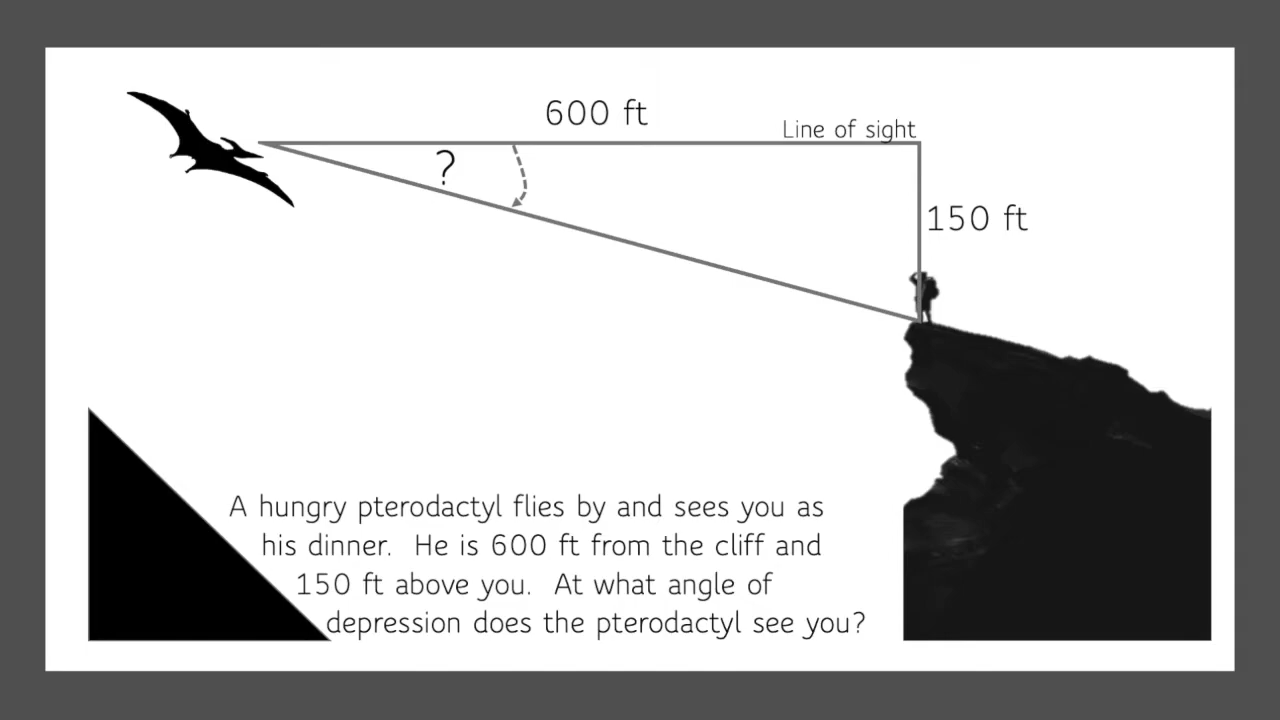 600 ft
Line of sight
?
150 ft
A hungry pterodactyl flies by and sees you as
his dinner. He is 600 ft from the cliff and
150 ft above you. At what angle of
depression does the pterodactyl see you?